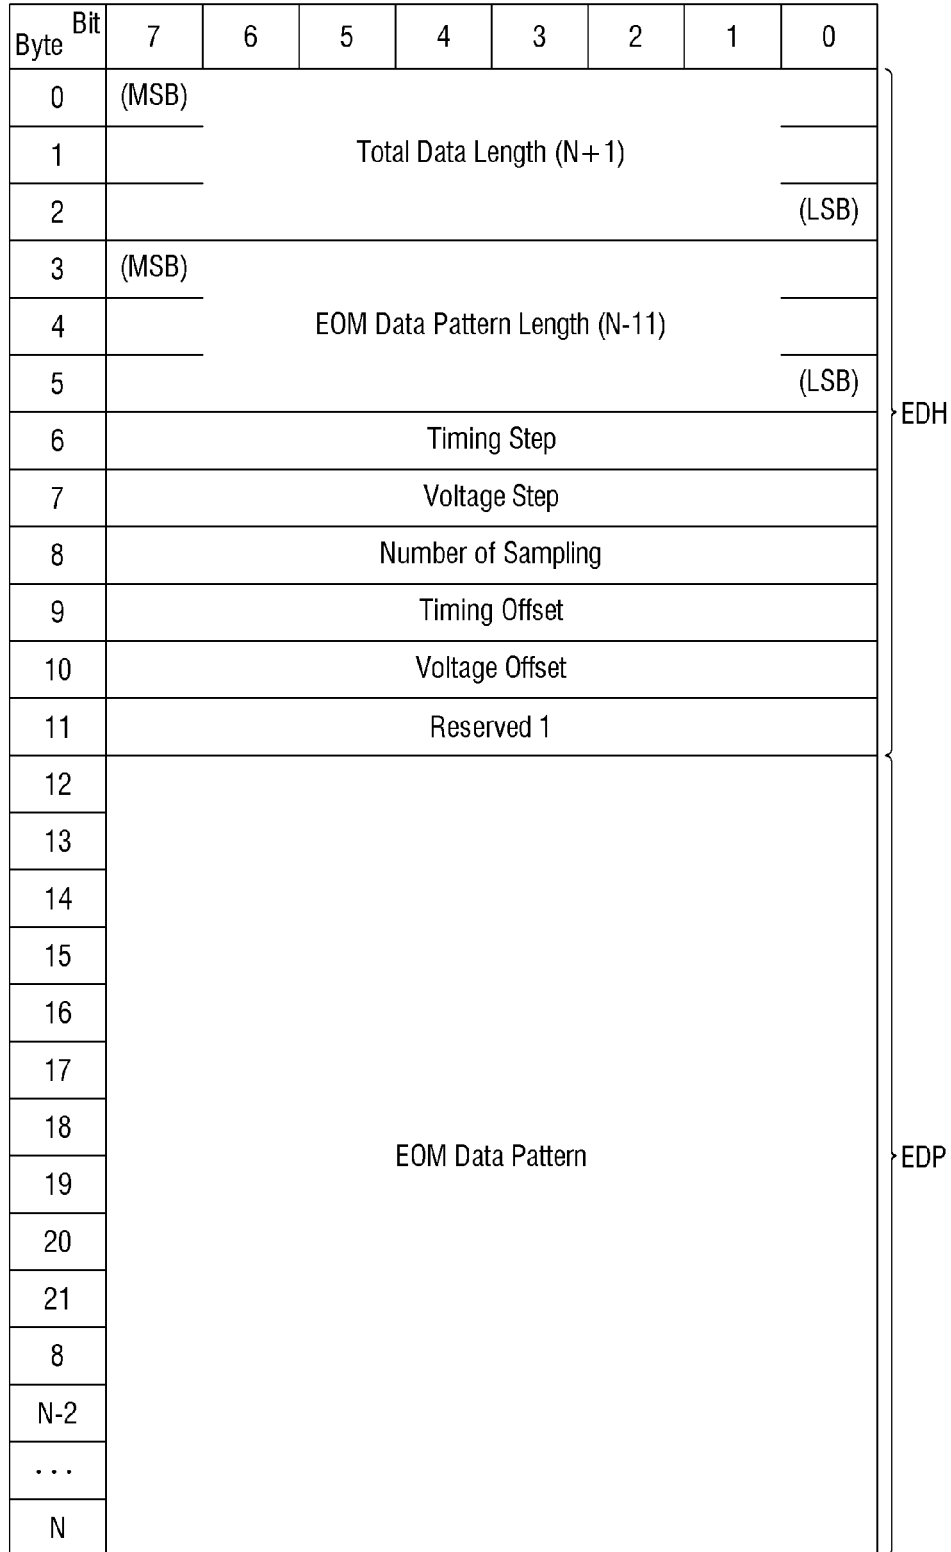 Byte Bit 7 6 5 4 3 2 1 0
0 (MSB)
1 Total Data Length (N+1)
2 (LSB)
3 (MSB)
4 EOM Data Pattern Length (N-11)
5 (LSB)
EDH
6 Timing Step
7 Voltage Step
8 Number of Sampling
9 Timing Offset
10 Voltage Offset
11 Reserved 1
12
13
14
15
16
17
18
EOM Data Pattern EDP
19
20
21
8
N-2
...
N